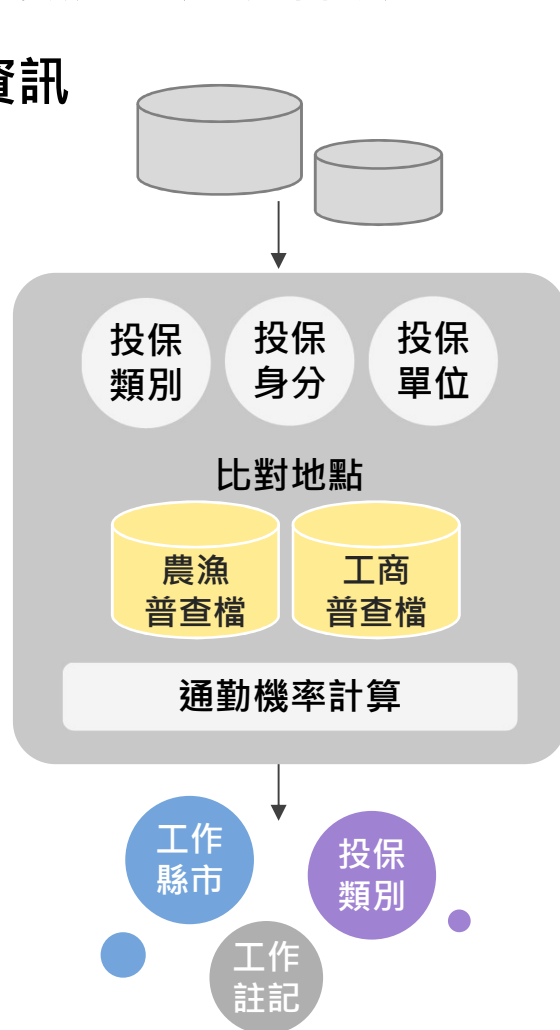 資訊
投保
類別
投保
身分
投保
單位
比對地點
農漁
普查檔
工商
普查檔
通勤機率計算
工作
縣市
投保
類別
工作
註記